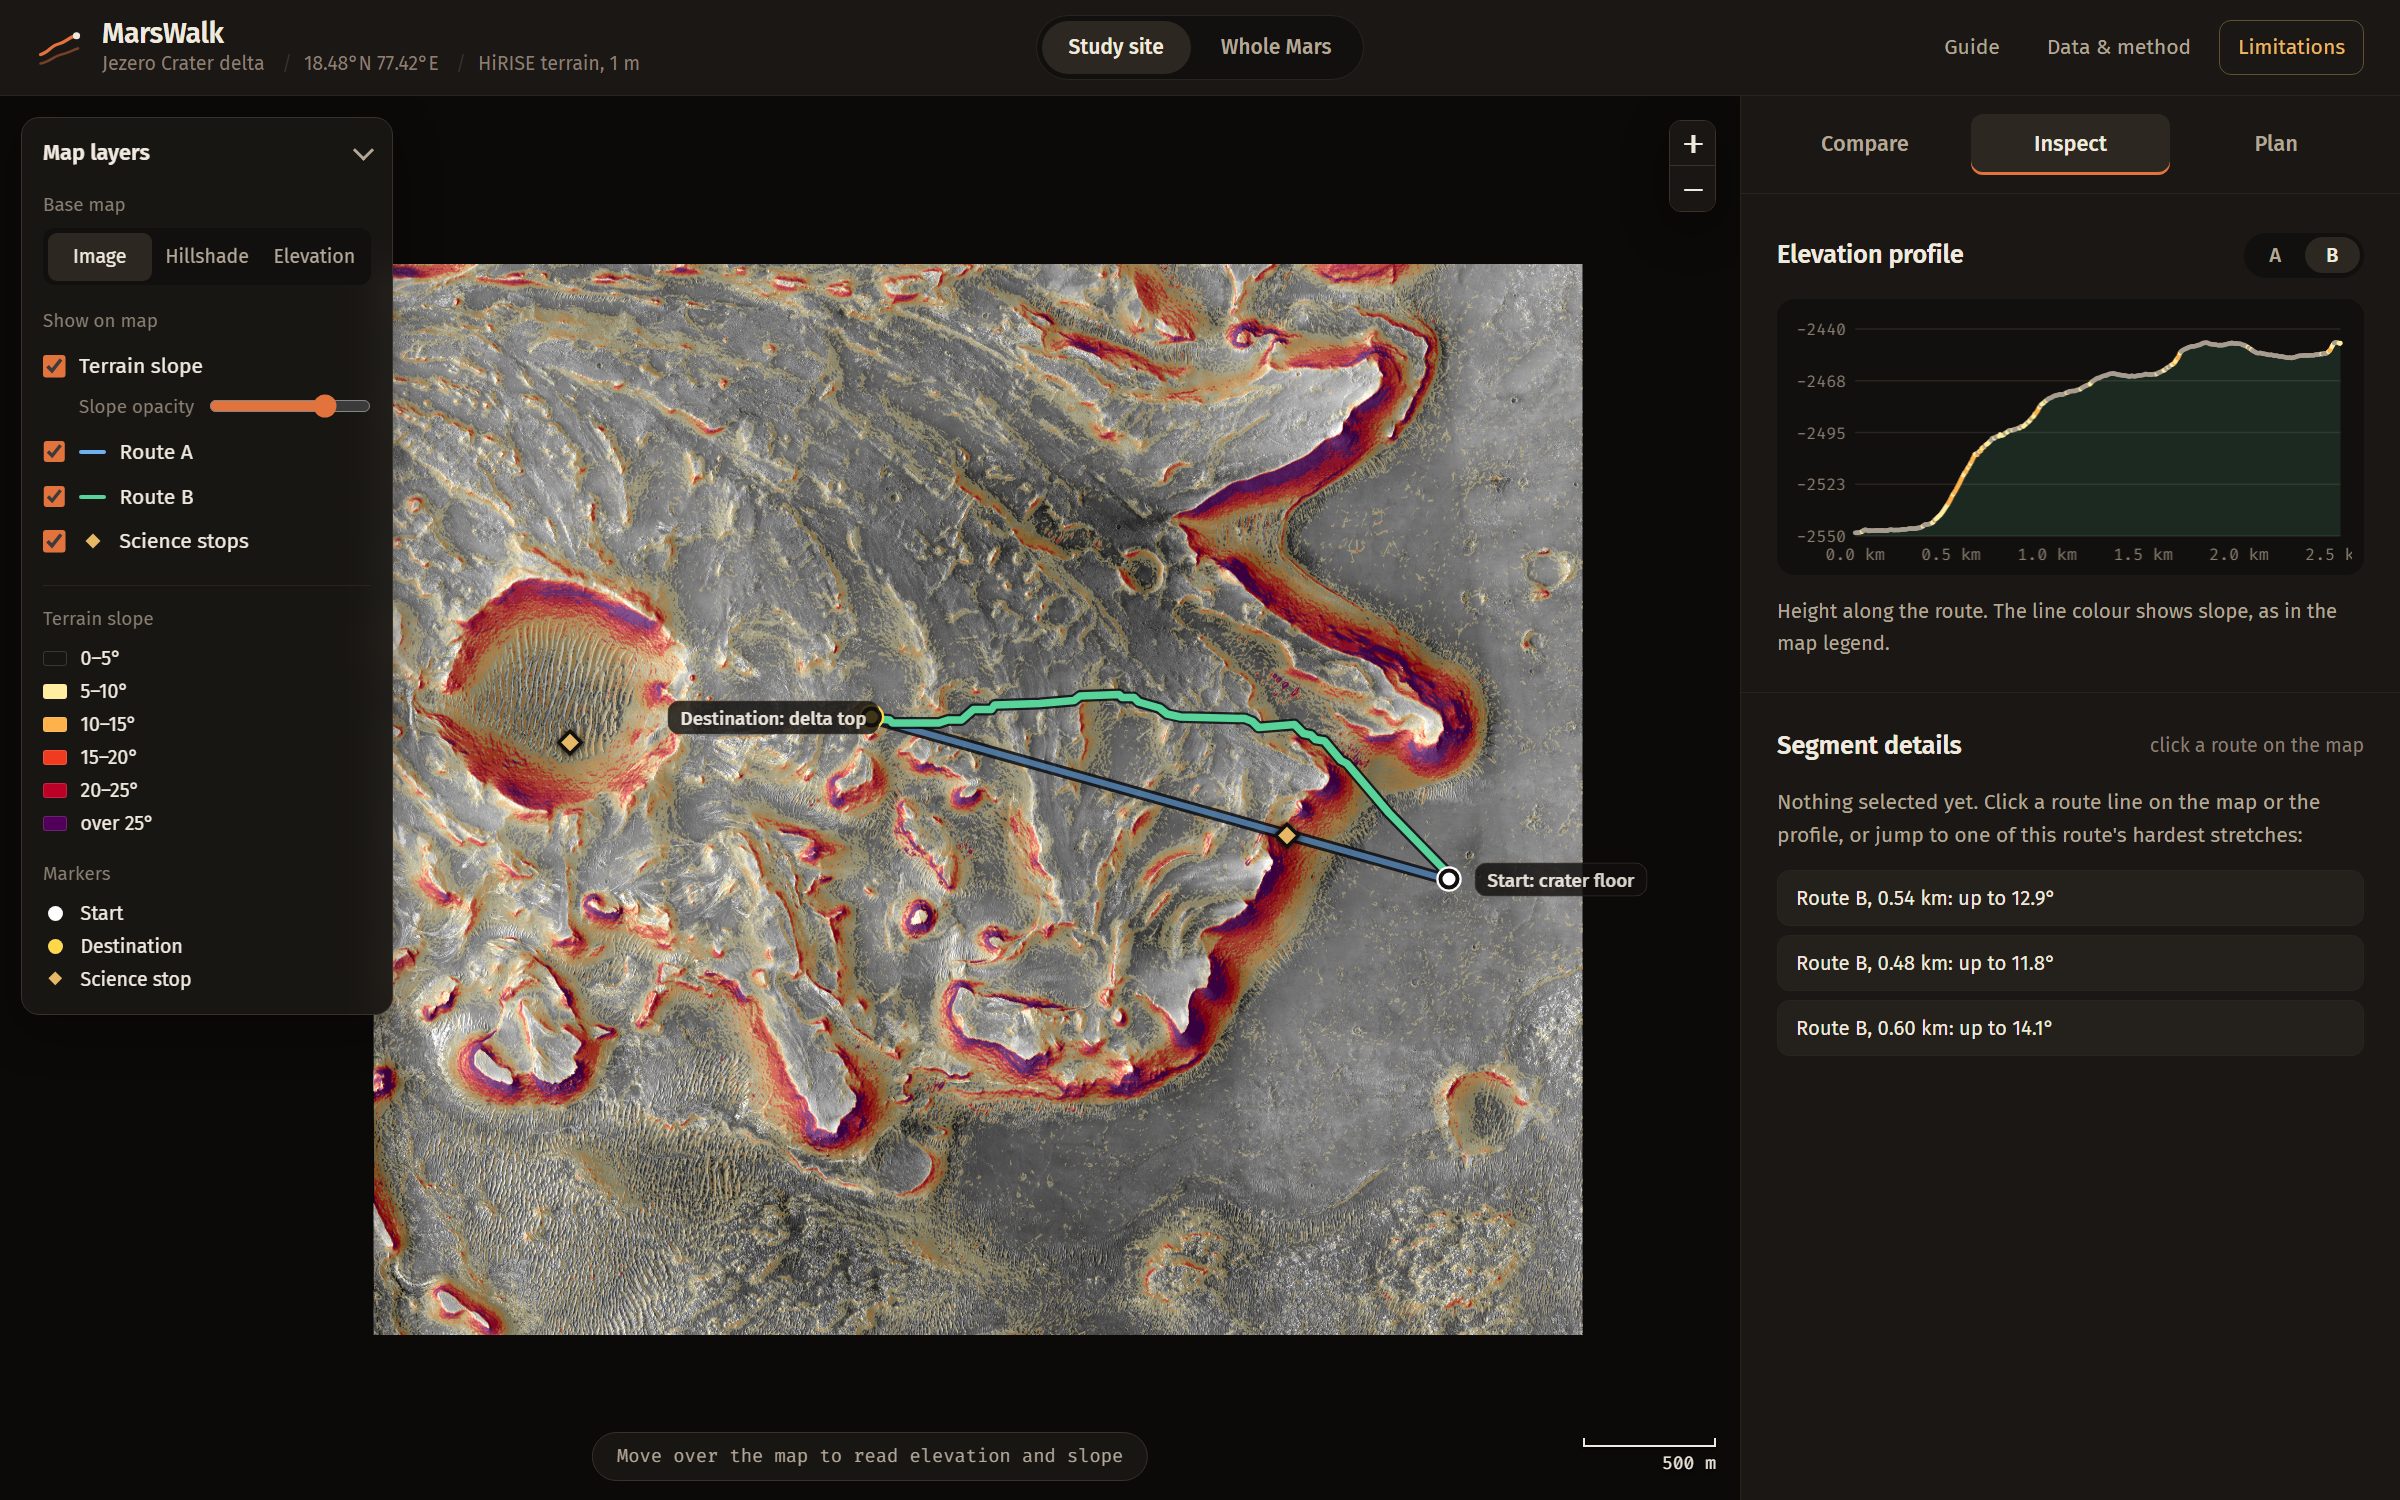 MarsWalk
Jezero Crater delta / 18.48°N 77.42°E / HiRISE terrain, 1 m
Study site
Whole Mars
Guide
Data & method
Limitations
Map layers
Base map
Image
Hillshade
Elevation
Show on map
Terrain slope
Slope opacity
Route A
Route B
Science stops
Terrain slope
0–5°
5–10°
10–15°
15–20°
20–25°
over 25°
Markers
Start
Destination
Science stop
+
−
Destination: delta top
Start: crater floor
Move over the map to read elevation and slope
500 m
Compare
Inspect
Plan
Elevation profile
A
B
−2440
−2468
−2495
−2523
−2550
0.0 km 0.5 km 1.0 km 1.5 km 2.0 km 2.5 k
Height along the route. The line colour shows slope, as in the
map legend.
Segment details
click a route on the map
Nothing selected yet. Click a route line on the map or the
profile, or jump to one of this route's hardest stretches:
Route B, 0.54 km: up to 12.9°
Route B, 0.48 km: up to 11.8°
Route B, 0.60 km: up to 14.1°